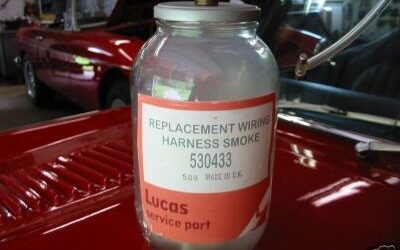 REPLACEMENT WIRING
HARNESS SMOKE
530433
MADE IN U.K.
Lucas
service part